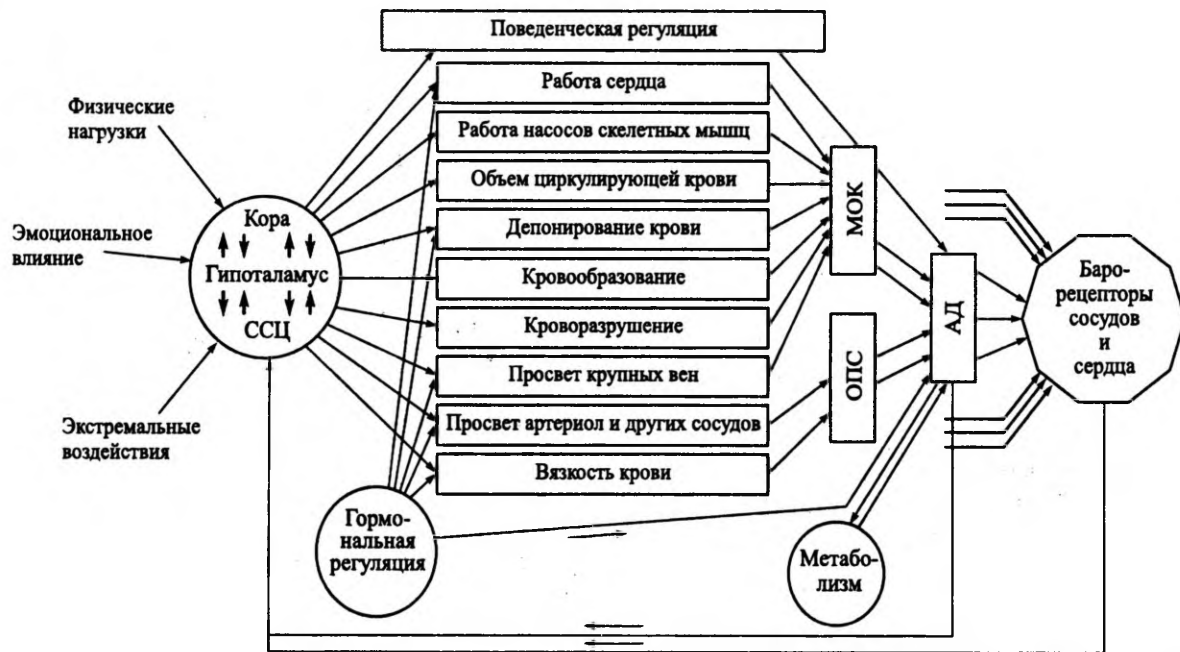 Поведенческая регуляция
Физические
нагрузки
Эмоциональное
влияние
Экстремальные
воздействия
Кора
Гипоталамус
ССЦ
Работа сердца
Работа насосов скелетных мышц
Объем циркулирующей крови
Депонирование крови
Кровообразование
Кроворазрушение
Просвет крупных вен
Просвет артериол и других сосудов
Вязкость крови
Гормо-
нальная
регуляция
МОК
ОПС
АД
Метабо-
лизм
Баро-
рецепторы
сосудов
и
сердца